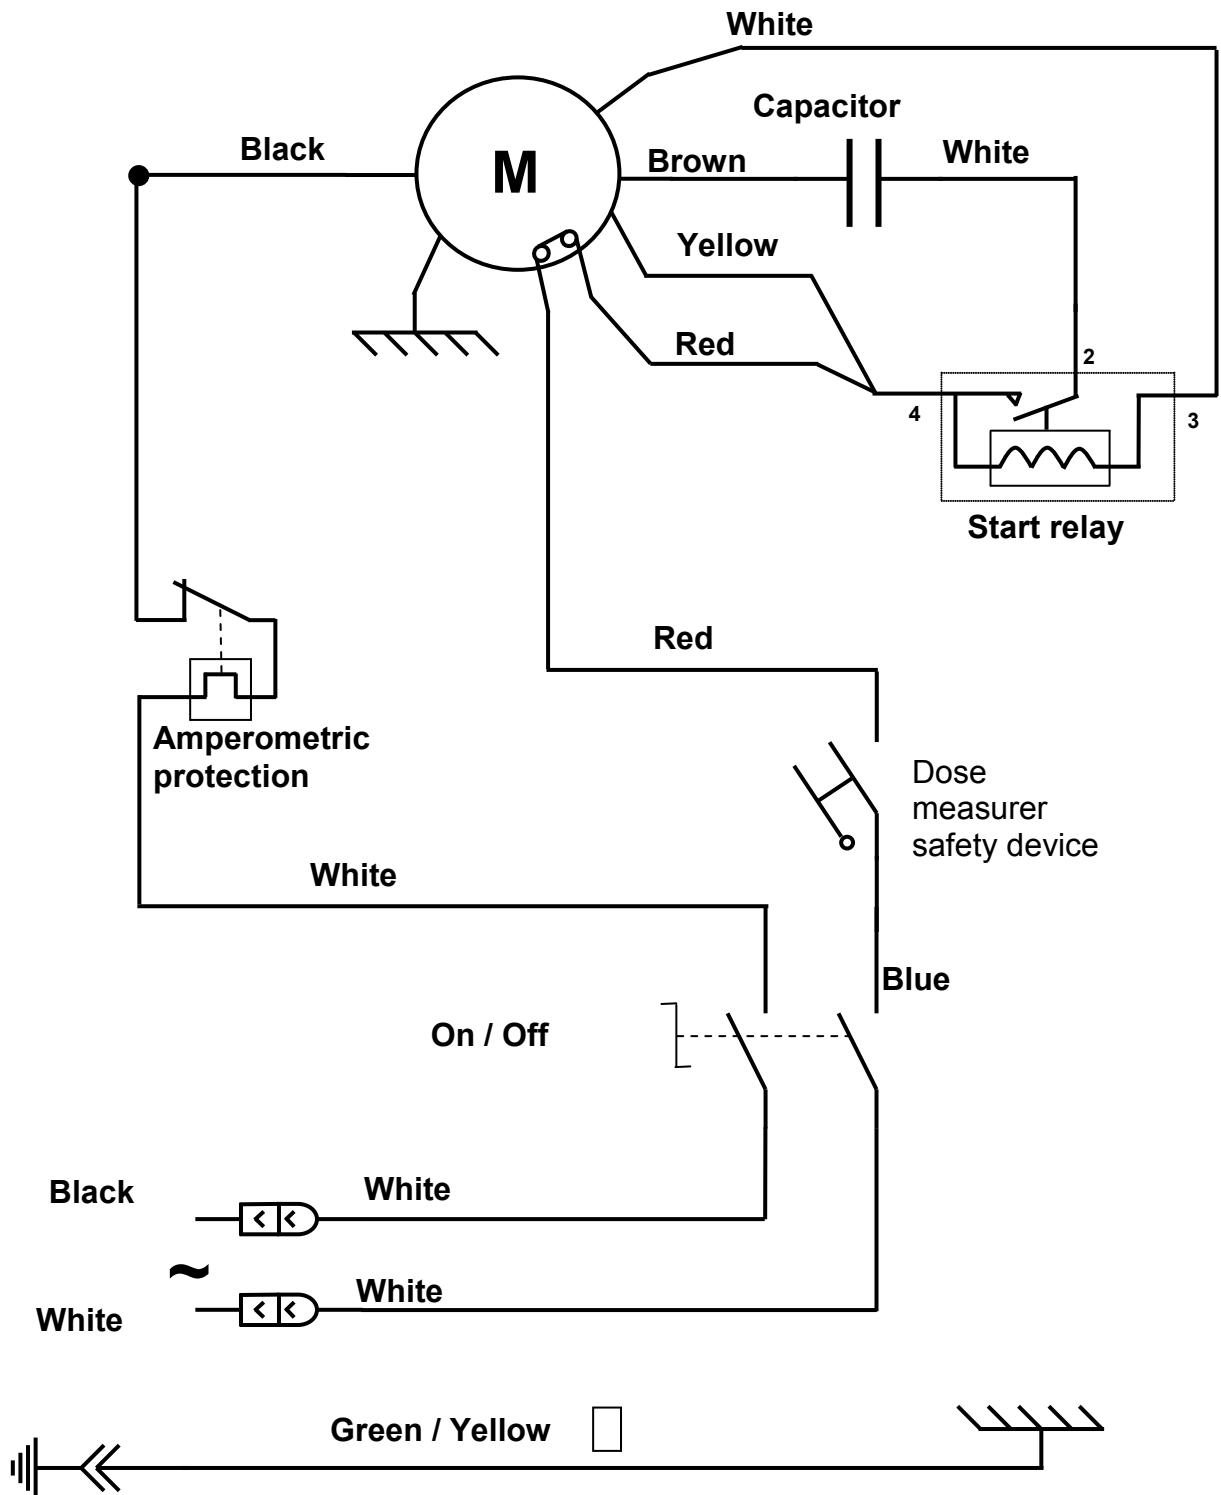 White
Capacitor
Black
M
Brown
White
Yellow
Red
2
4
3
Start relay
Red
Amperometric
protection
Dose
measurer
safety device
White
Blue
On / Off
Black
White
~
White
White
Green / Yellow